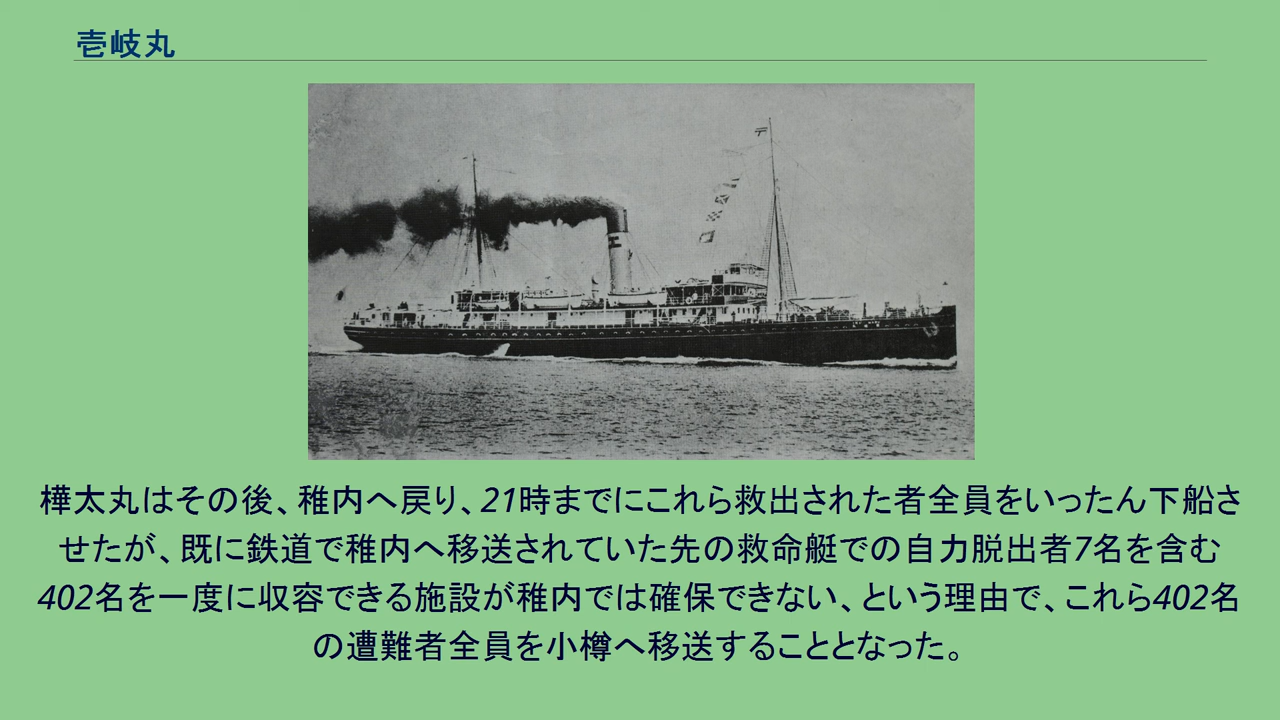 壱岐丸
樺太丸はその後、稚内へ戻り、21時までにこれら救出された者全員をいったん下船さ
せたが、既に鉄道で稚内へ移送されていた先の救命艇での自力脱出者7名を含む
402名を一度に収容できる施設が稚内では確保できない、という理由で、これら402名
の遭難者全員を小樽へ移送することとなった。